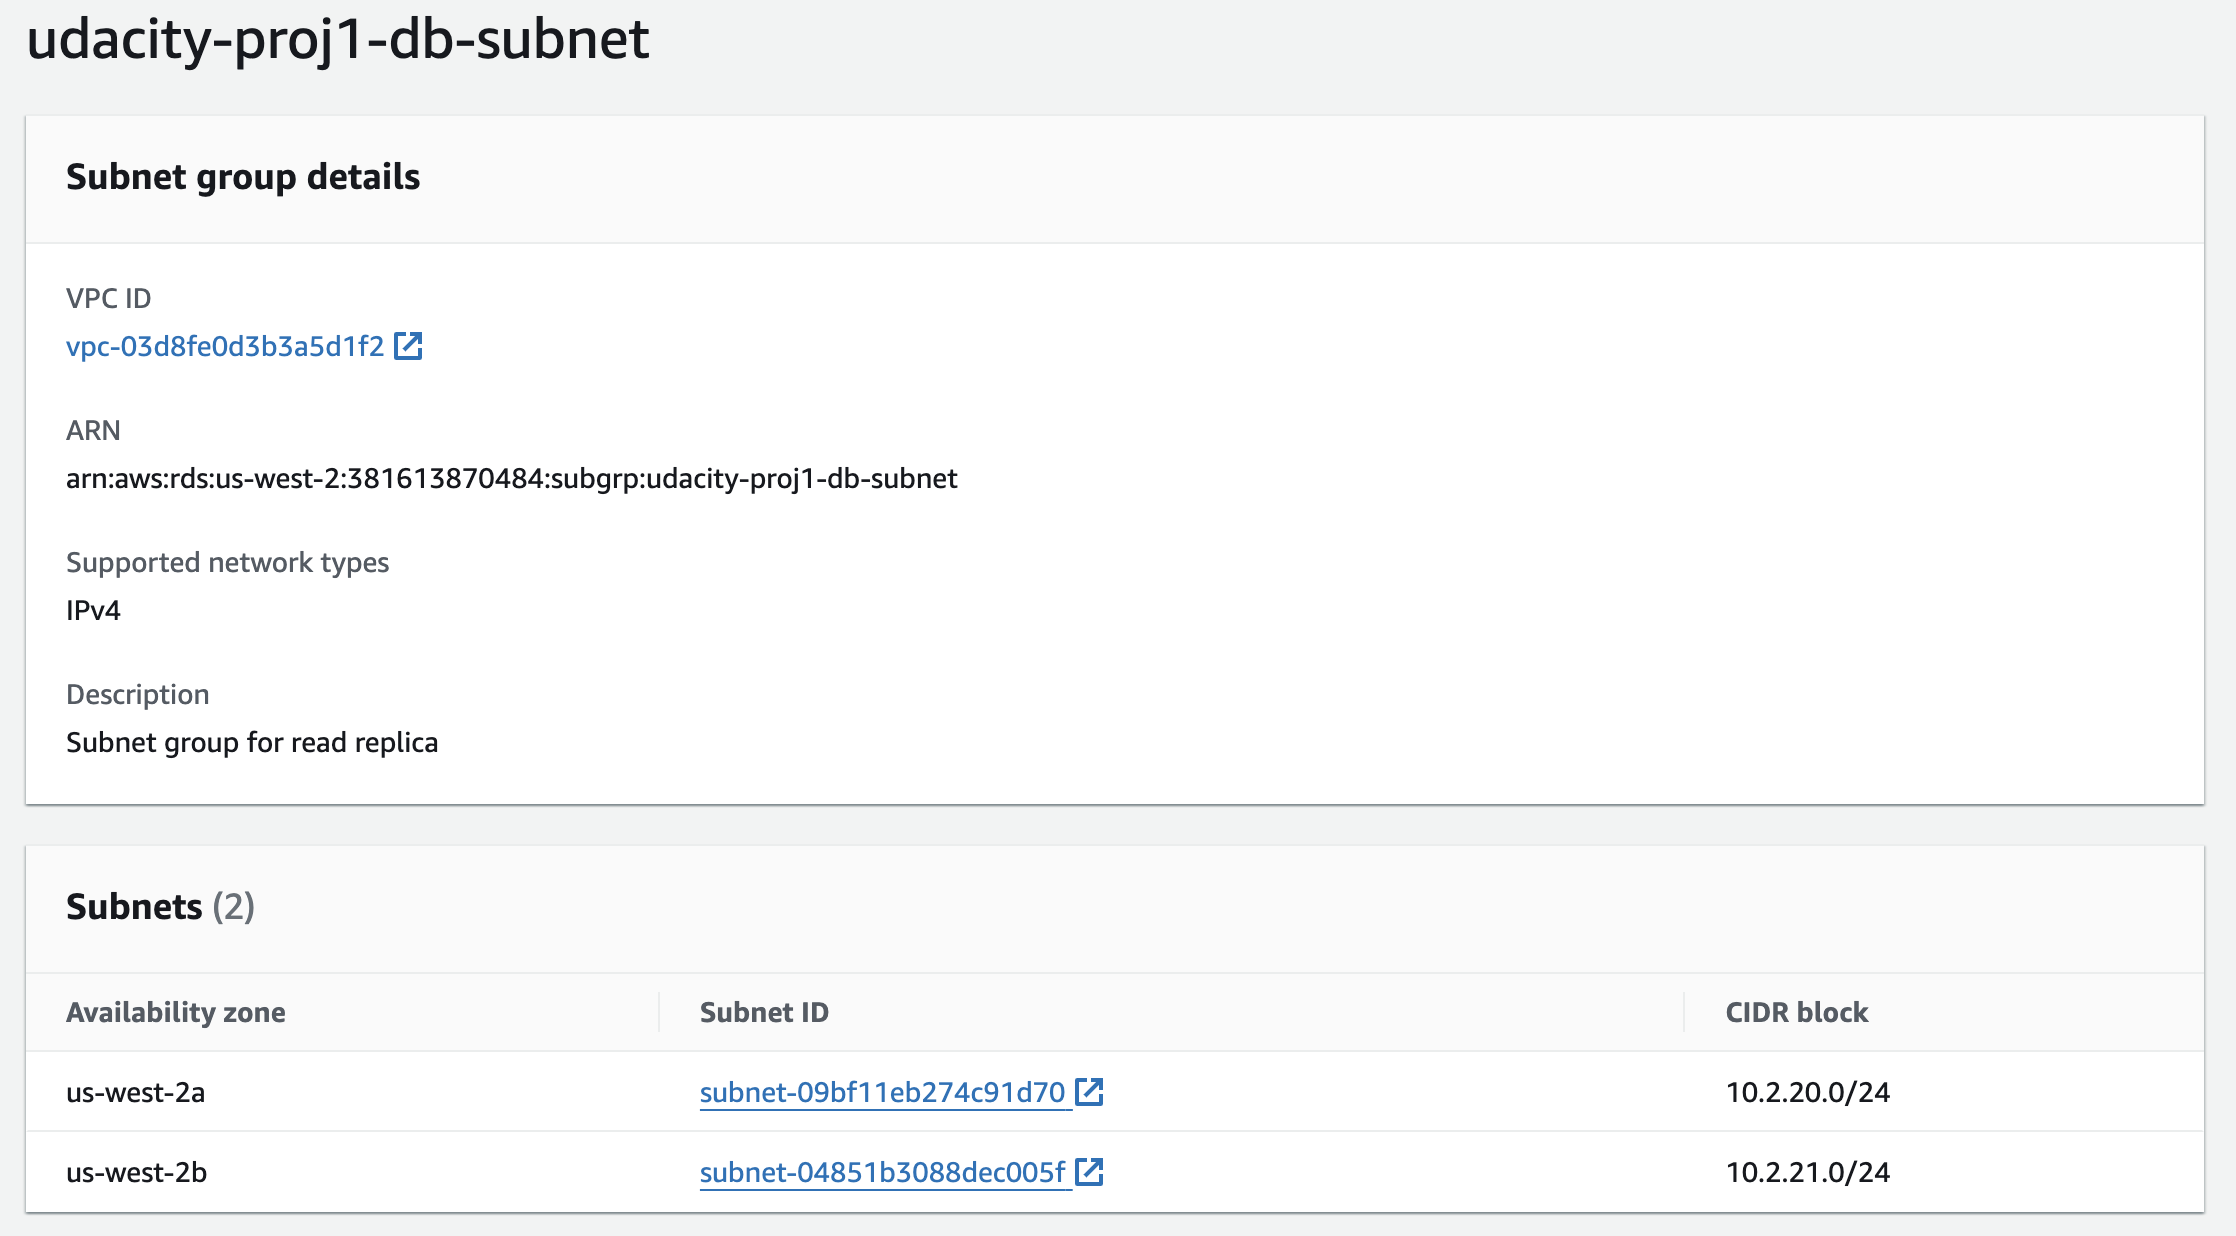 udacity-proj1-db-subnet
Subnet group details
VPC ID
vpc-03d8fe0d3b3a5d1f2
ARN
arn:aws:rds:us-west-2:381613870484:subgrp:udacity-proj1-db-subnet
Supported network types
IPv4
Description
Subnet group for read replica
Subnets (2)
Availability zone Subnet ID CIDR block
us-west-2a subnet-09bf11eb274c91d70 10.2.20.0/24
us-west-2b subnet-04851b3088dec005f 10.2.21.0/24